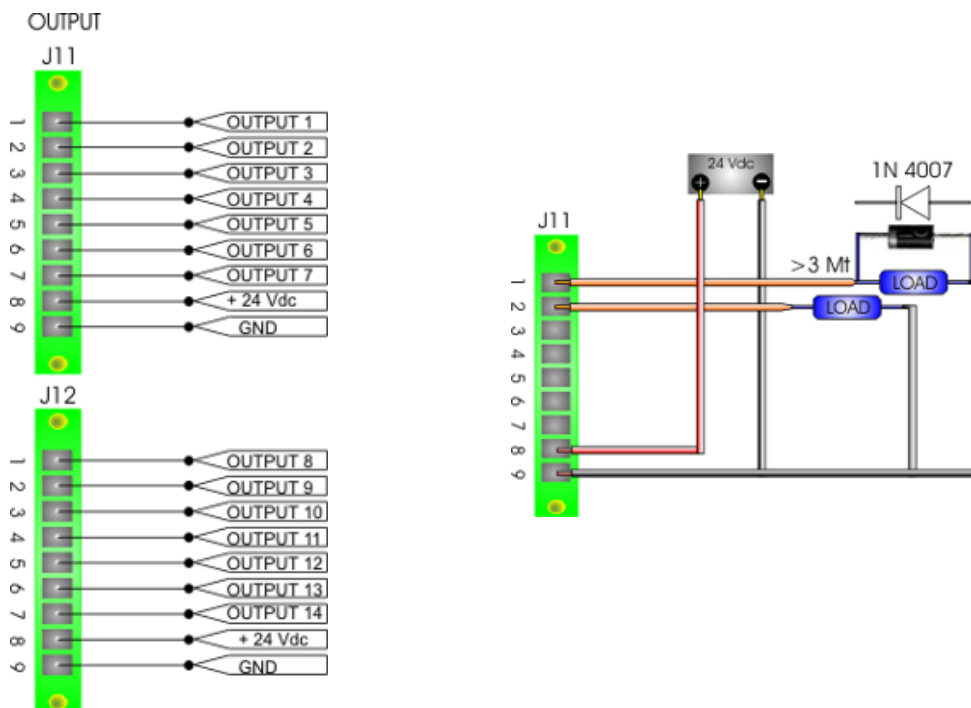 OUTPUT
J11
1 OUTPUT 1
2 OUTPUT 2
3 OUTPUT 3
4 OUTPUT 4
5 OUTPUT 5
6 OUTPUT 6
7 OUTPUT 7
8 + 24 Vdc
9 GND
J12
1 OUTPUT 8
2 OUTPUT 9
3 OUTPUT 10
4 OUTPUT 11
5 OUTPUT 12
6 OUTPUT 13
7 OUTPUT 14
8 + 24 Vdc
9 GND
24 Vdc
+ -
1N 4007
J11
>3 Mt
1 LOAD
2 LOAD
3
4
5
6
7
8
9